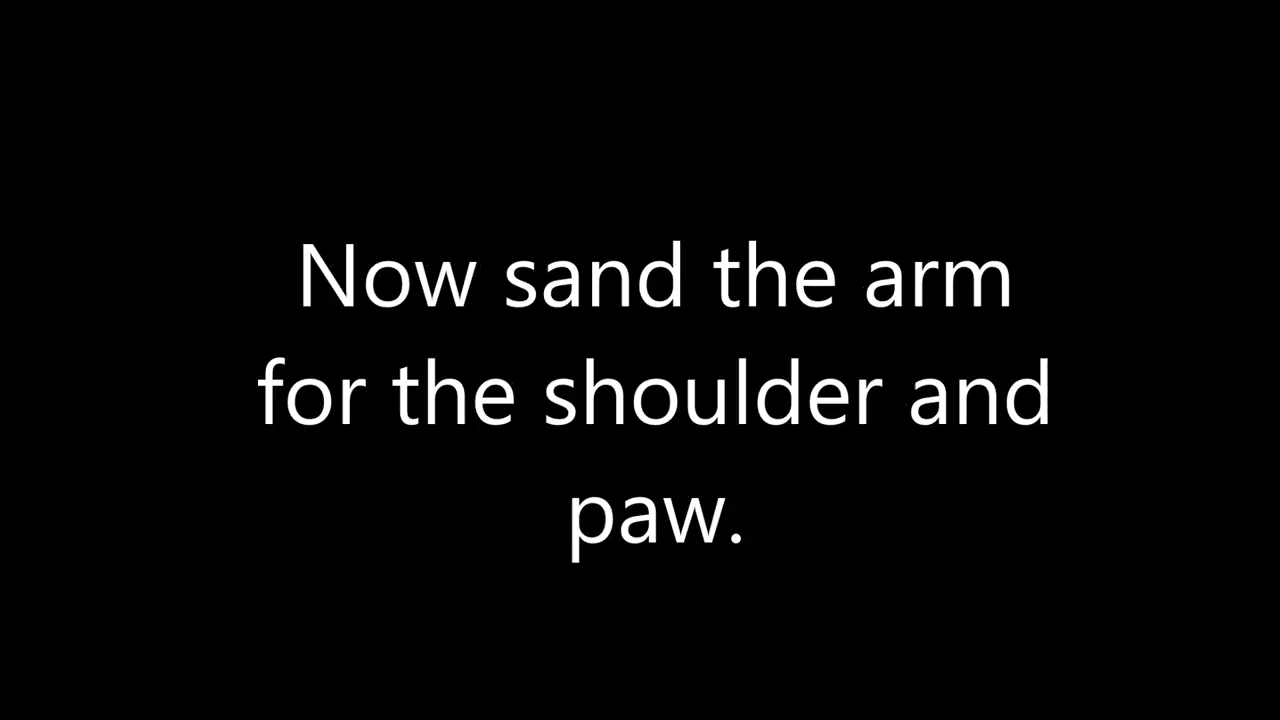 Now sand the arm
for the shoulder and
paw.